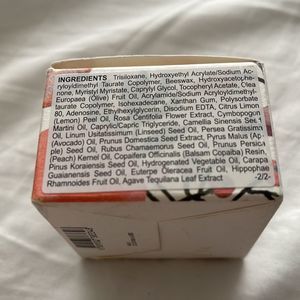 INGREDIENTS Trisiloxane, Hydroxyethyl Acrylate/Sodium Ac-
ryloyldimethyl Taurate Copolymer, Beeswax, Hydroxyacetophe-
none, Myristyl Myristate, Caprylyl Glycol, Tocopheryl Acetate, Olea
Europaea (Olive) Fruit Oil, Acrylamide/Sodium Acryloyldimethyl-
taurate Copolymer, Isohexadecane, Xanthan Gum, Polysorbate
Adenosine, Ethylhexylglycerin, Disodium EDTA, Citrus Limon
(Lemon) Peel Oil, Rosa Centifolia Flower Extract, Cymbopogon
Martini Oil, Caprylic/Capric Triglyceride, Camellia Sinensis
Oil, Linum Usitatissimum (Linseed) Seed Oil, Persea Gratissima
(Avocado) Oil, Prunus Domestica Seed Extract, Pyrus Malus
Seed Oil, Rubus Chamaemorus Seed Oil, Prunus Persica
(Peach) Kernel Oil, Copaifera Officinalis (Balsam Copaiba) Resin,
Pinus Koraiensis Seed Oil, Hydrogenated Vegetable Oil, Carapa
Guaianensis Seed Oil, Euterpe Oleracea Fruit Oil, Hippophae
Rhamnoides Fruit Oil, Agave Tequilana Leaf Extract
-2/2-